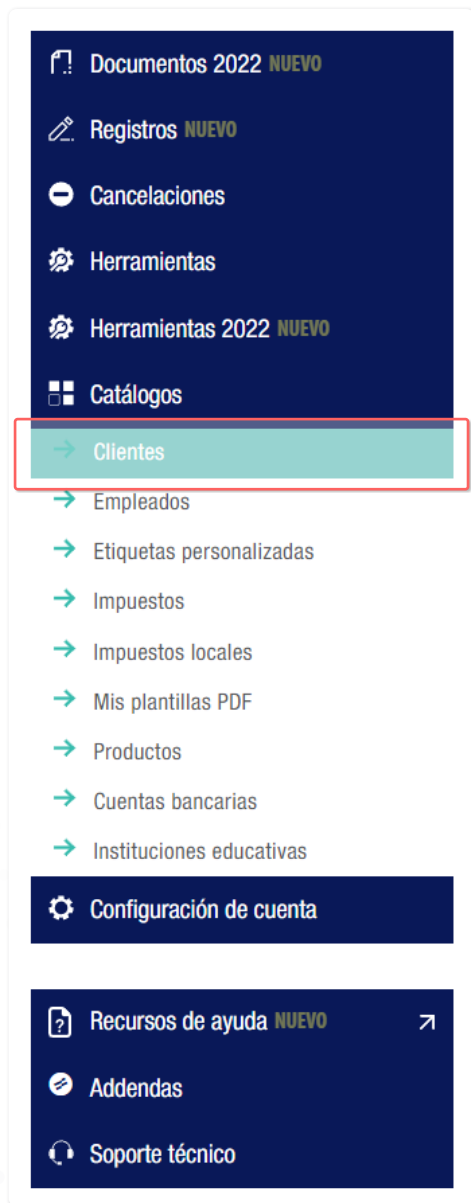 Documentos 2022 NUEVO
Registros NUEVO
Cancelaciones
Herramientas
Herramientas 2022 NUEVO
Catálogos
Clientes
Empleados
Etiquetas personalizadas
Impuestos
Impuestos locales
Mis plantillas PDF
Productos
Cuentas bancarias
Instituciones educativas
Configuración de cuenta
Recursos de ayuda NUEVO
Addendas
Soporte técnico